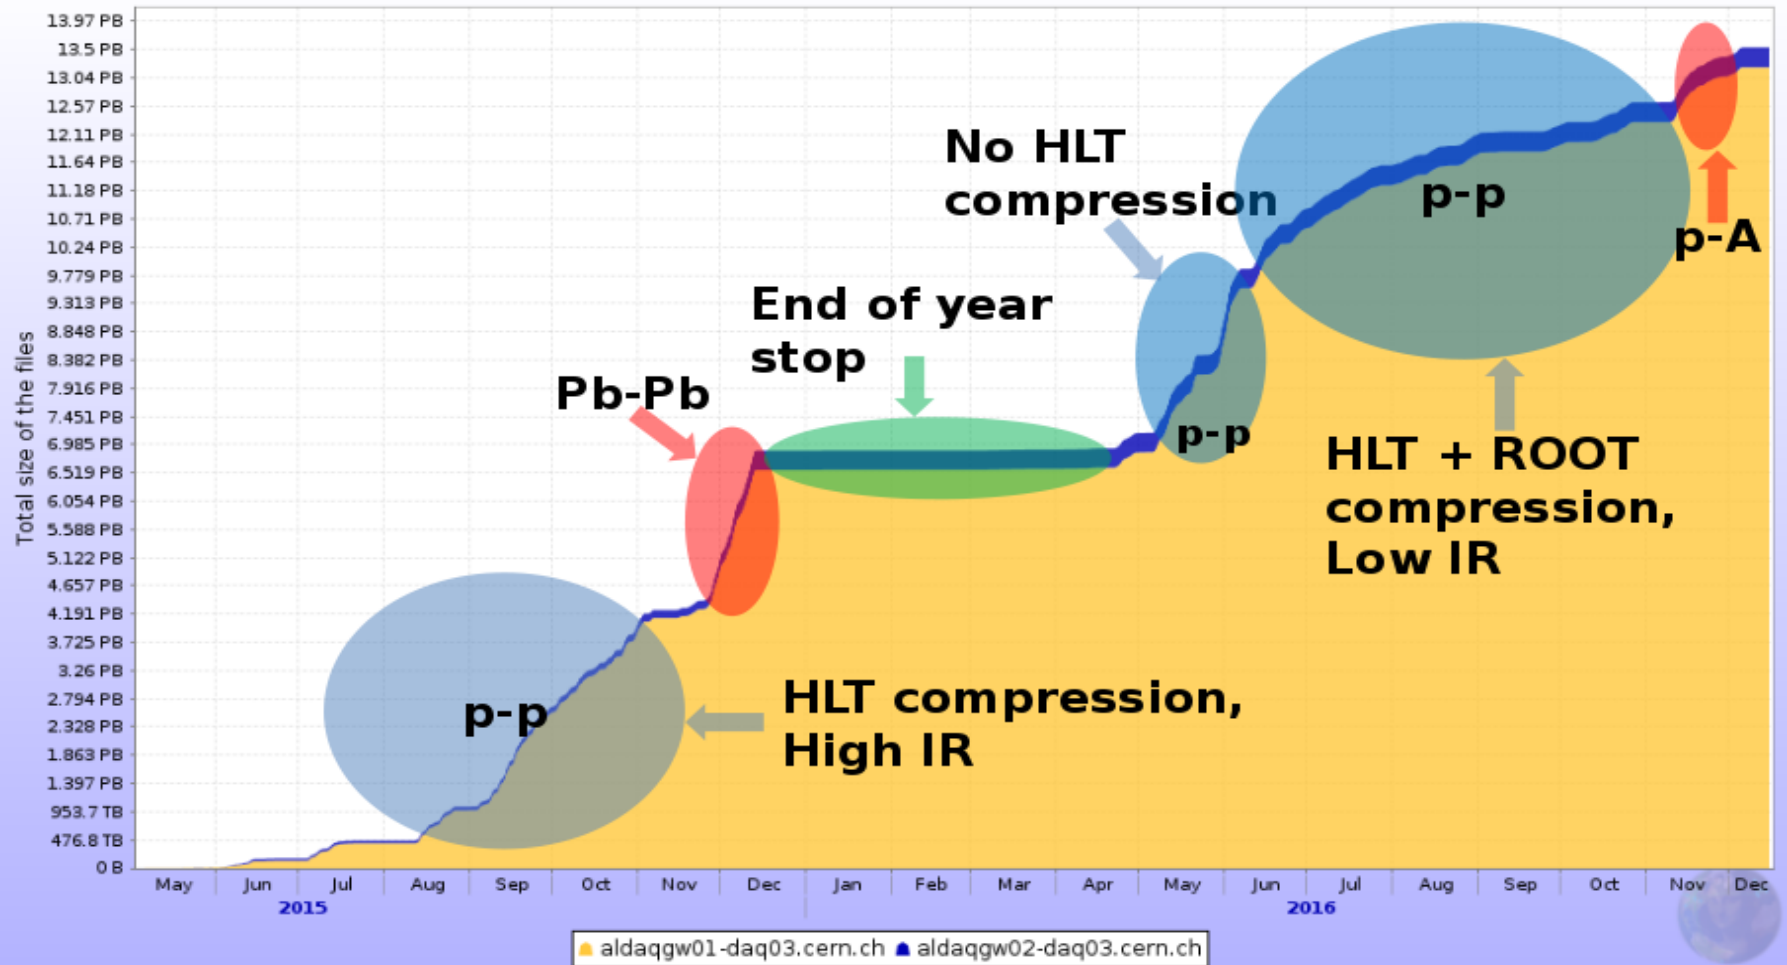 13.97 PB
13.5 PB
13.04 PB
12.57 PB
12.11 PB
11.64 PB
11.18 PB
10.71 PB
10.24 PB
9.779 PB
9.313 PB
8.848 PB
8.382 PB
7.916 PB
7.451 PB
6.985 PB
6.519 PB
6.054 PB
5.588 PB
5.122 PB
4.657 PB
4.191 PB
3.725 PB
3.26 PB
2.794 PB
2.328 PB
1.863 PB
1.397 PB
953.7 TB
476.8 TB
0 B
Total size of the files
No HLT
compression
p-p
p-A
End of year
stop
Pb-Pb
p-p
HLT + ROOT
compression,
Low IR
p-p
HLT compression,
High IR
May Jun Jul Aug Sep Oct Nov Dec Jan Feb Mar Apr May Jun Jul Aug Sep Oct Nov Dec
2015 2016
aldaqgw01-daq03.cern.ch aldaqgw02-daq03.cern.ch